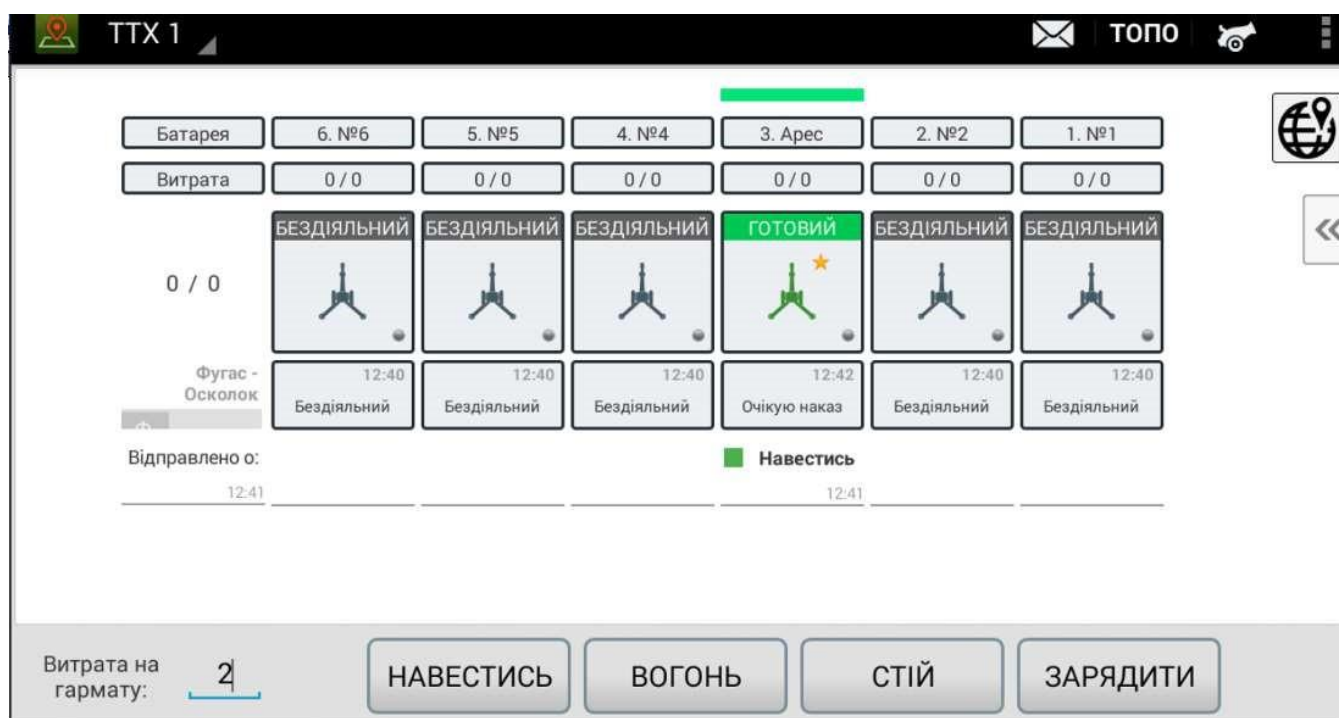 ТТХ 1
ТОПО
Батарея 6. №6 5. №5 4. №4 3. Арес 2. №2 1. №1
Витрата 0 / 0 0 / 0 0 / 0 0 / 0 0 / 0 0 / 0
БЕЗДІЯЛЬНИЙ БЕЗДІЯЛЬНИЙ БЕЗДІЯЛЬНИЙ ГОТОВИЙ БЕЗДІЯЛЬНИЙ БЕЗДІЯЛЬНИЙ
0 / 0
Фугас -
Осколок
12:40 12:40 12:40 12:42 12:40 12:40
Бездіяльний Бездіяльний Бездіяльний Очікую наказ Бездіяльний Бездіяльний
Відправлено о: Навестись
12:41 12:41
Витрата на
гармату:
2
НАВЕСТИСЬ ВОГОНЬ СТІЙ ЗАРЯДИТИ